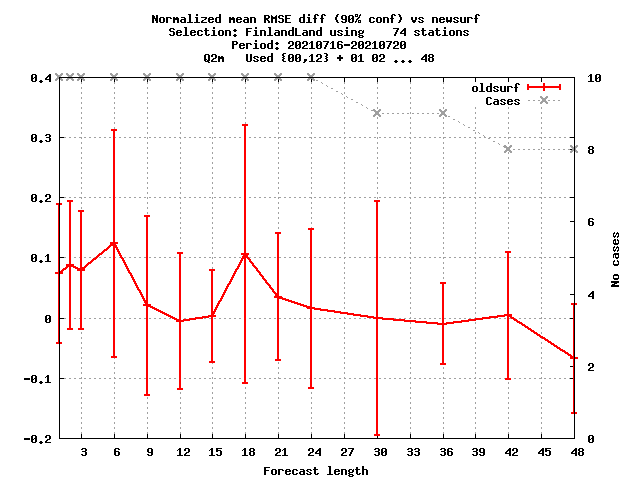 Normalized mean RMSE diff (90% conf) vs newsurf
Selection: FinlandLand using    74 stations
Period: 20210716-20210720
Q2m   Used {00,12} + 01 02 ... 48
oldsurf
Cases
0.4
0.3
0.2
0.1
0
-0.1
-0.2
10
8
6
4
2
0
No cases
3 6 9 12 15 18 21 24 27 30 33 36 39 42 45 48
Forecast length